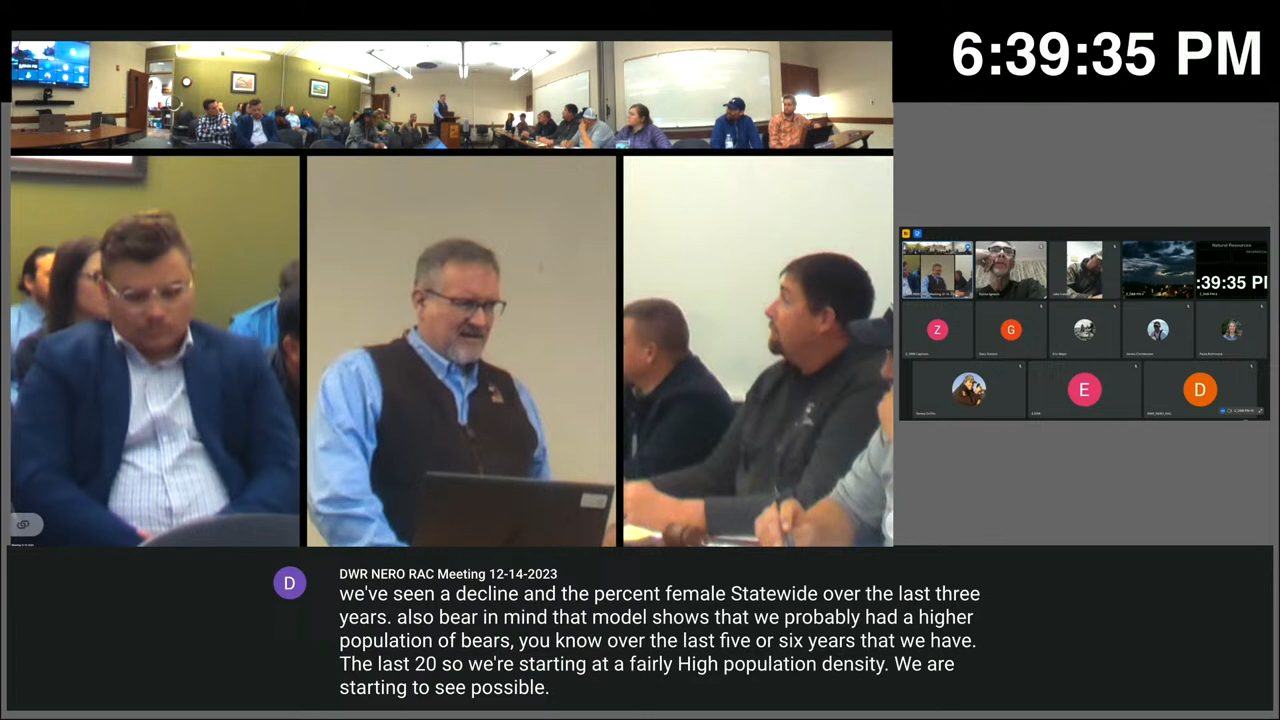 6:39:35 PM
Natural Resources
:39:35 PI
Z
G
E
D
D
DWR NERO RAC Meeting 12-14-2023
we've seen a decline and the percent female Statewide over the last three
years. also bear in mind that model shows that we probably had a higher
population of bears, you know over the last five or six years that we have.
The last 20 so we're starting at a fairly High population density. We are
starting to see possible.